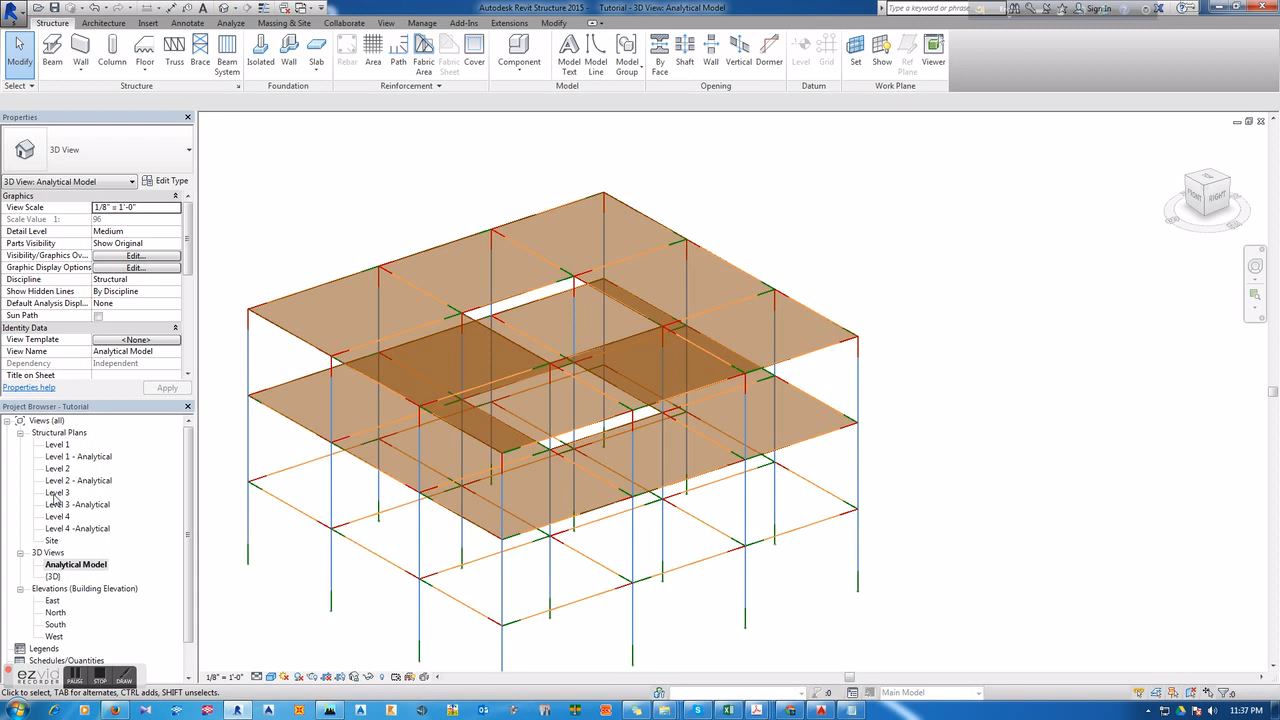 Autodesk Revit Structure 2015 - Tutorial - 3D View: Analytical Model
Type a keyword or phrase
Sign In
Structure Architecture Insert Annotate Analyze Massing & Site Collaborate View Manage Add-Ins Extensions Modify
Modify Beam Wall Column Floor Truss Brace Beam System Isolated Wall Slab Rebar Area Path Fabric Area Fabric Sheet Cover Component Model Text Model Line Model Group By Face Shaft Wall Vertical Dormer Level Grid Set Show Ref Plane Viewer
Select Structure Foundation Reinforcement Model Opening Datum Work Plane
Properties
3D View
3D View: Analytical Model Edit Type
Graphics
View Scale 1/8" = 1'-0"
Scale Value 1: 96
Detail Level Medium
Parts Visibility Show Original
Visibility/Graphics Ov... Edit...
Graphic Display Options Edit...
Discipline Structural
Show Hidden Lines By Discipline
Default Analysis Displ... None
Sun Path
Identity Data
View Template <None>
View Name Analytical Model
Dependency Independent
Title on Sheet
Properties help Apply
Project Browser - Tutorial
Views (all)
Structural Plans
Level 1
Level 1 - Analytical
Level 2
Level 2 - Analytical
Level 3
Level 3 -Analytical
Level 4
Level 4 -Analytical
Site
3D Views
Analytical Model
{3D}
Elevations (Building Elevation)
East
North
South
West
Legends
Schedules/Quantities
ezvid
RECORDER
PAUSE STOP DRAW
TOP
FRONT RIGHT
1/8" = 1'-0"
Click to select, TAB for alternates, CTRL adds, SHIFT unselects.
:0
Main Model
:0
11:37 PM